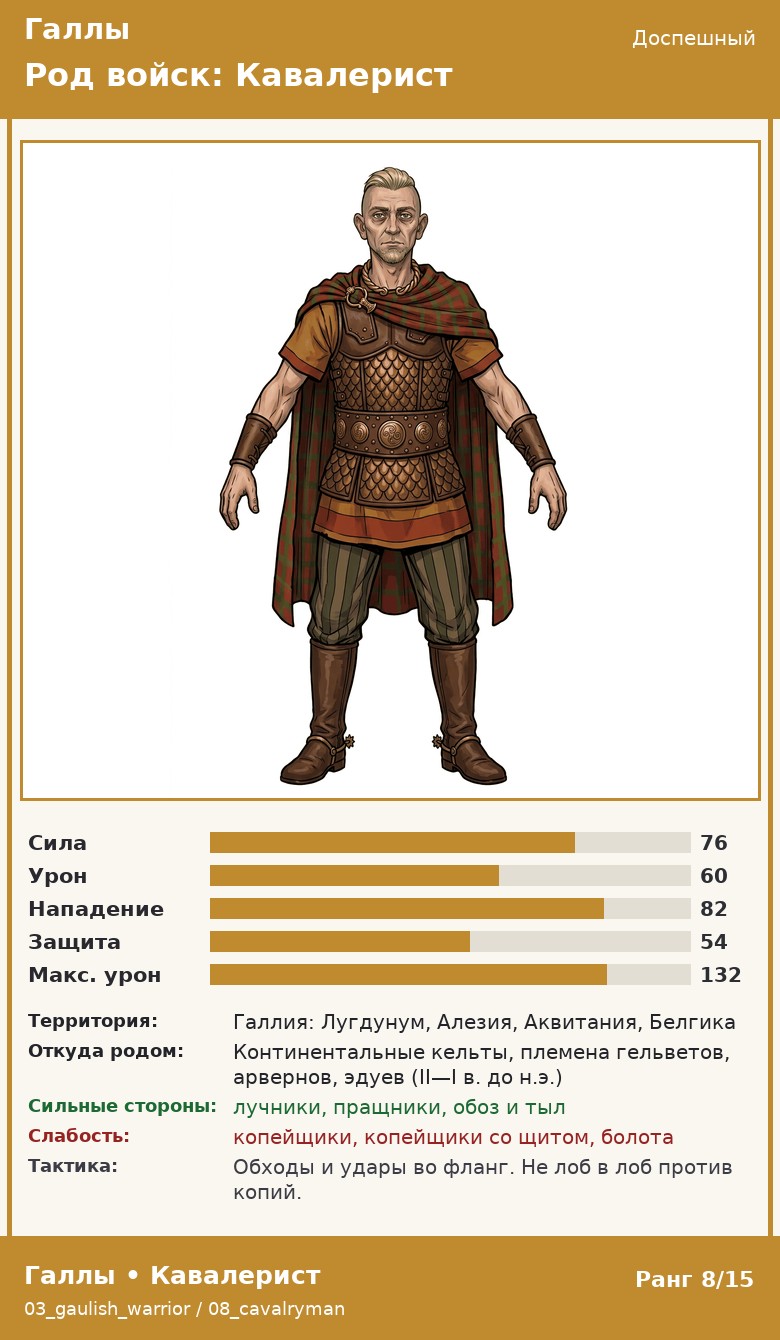 Галлы
Доспешный
Род войск: Кавалерист
Сила 76
Урон 60
Нападение 82
Защита 54
Макс. урон 132
Территория: Галлия: Лугдунум, Алезия, Аквитания, Белгика
Откуда родом: Континентальные кельты, племена гельветов,
арвернов, эдуев (II—I в. до н.э.)
Сильные стороны: лучники, пращники, обоз и тыл
Слабость: копейщики, копейщики со щитом, болота
Тактика: Обходы и удары во фланг. Не лоб в лоб против
копий.
Галлы • Кавалерист
Ранг 8/15
03_gaulish_warrior / 08_cavalryman